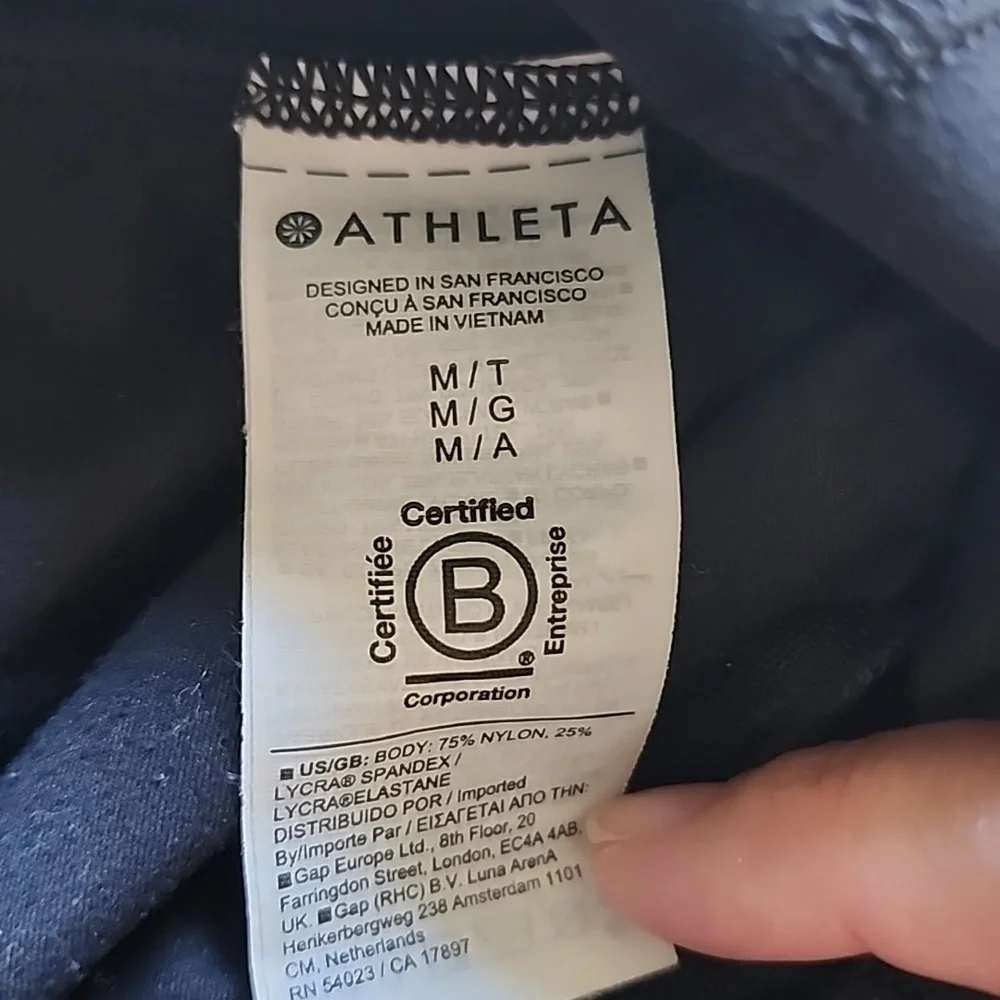 ATHLETA
DESIGNED IN SAN FRANCISCO
CONÇU À SAN FRANCISCO
MADE IN VIETNAM
M / T
M / G
M / A
Certified
Certifiée
B
Entreprise
®
Corporation
US/GB: BODY: 75% NYLON, 25%
LYCRA® SPANDEX /
LYCRA®ELASTANE
DISTRIBUIDO POR / Imported
By/Importe Par / ΕΙΣΑΓΕΤΑΙ ΑΠΟ ΤΗΝ:
Gap Europe Ltd., 8th Floor, 20
Farringdon Street, London, EC4A 4AB,
UK. Gap (RHC) B.V. Luna ArenA
Herikerbergweg 238 Amsterdam 1101
CM, Netherlands
RN 54023 / CA 17897